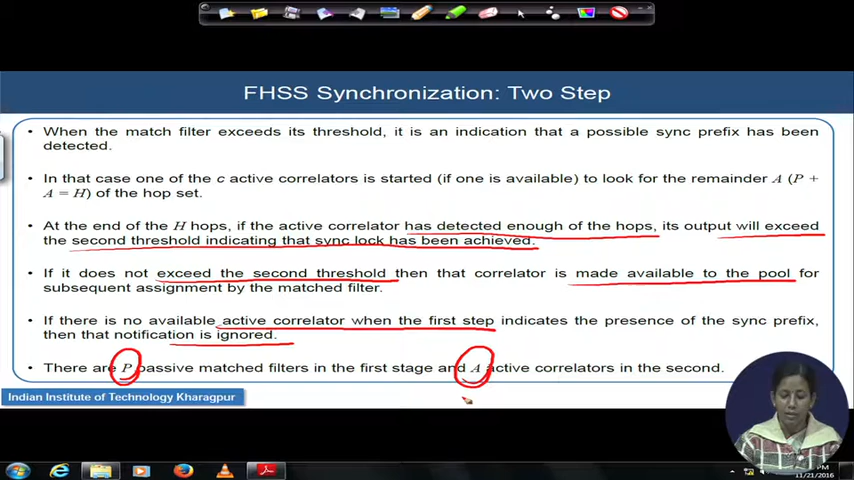 FHSS Synchronization: Two Step
• When the match filter exceeds its threshold, it is an indication that a possible sync prefix has been
detected.
• In that case one of the c active correlators is started (if one is available) to look for the remainder A (P +
A = H) of the hop set.
• At the end of the H hops, if the active correlator has detected enough of the hops, its output will exceed
the second threshold indicating that sync lock has been achieved.
• If it does not exceed the second threshold then that correlator is made available to the pool for
subsequent assignment by the matched filter.
• If there is no available active correlator when the first step indicates the presence of the sync prefix,
then that notification is ignored.
• There are P passive matched filters in the first stage and A active correlators in the second.
Indian Institute of Technology Kharagpur
11/21/2016